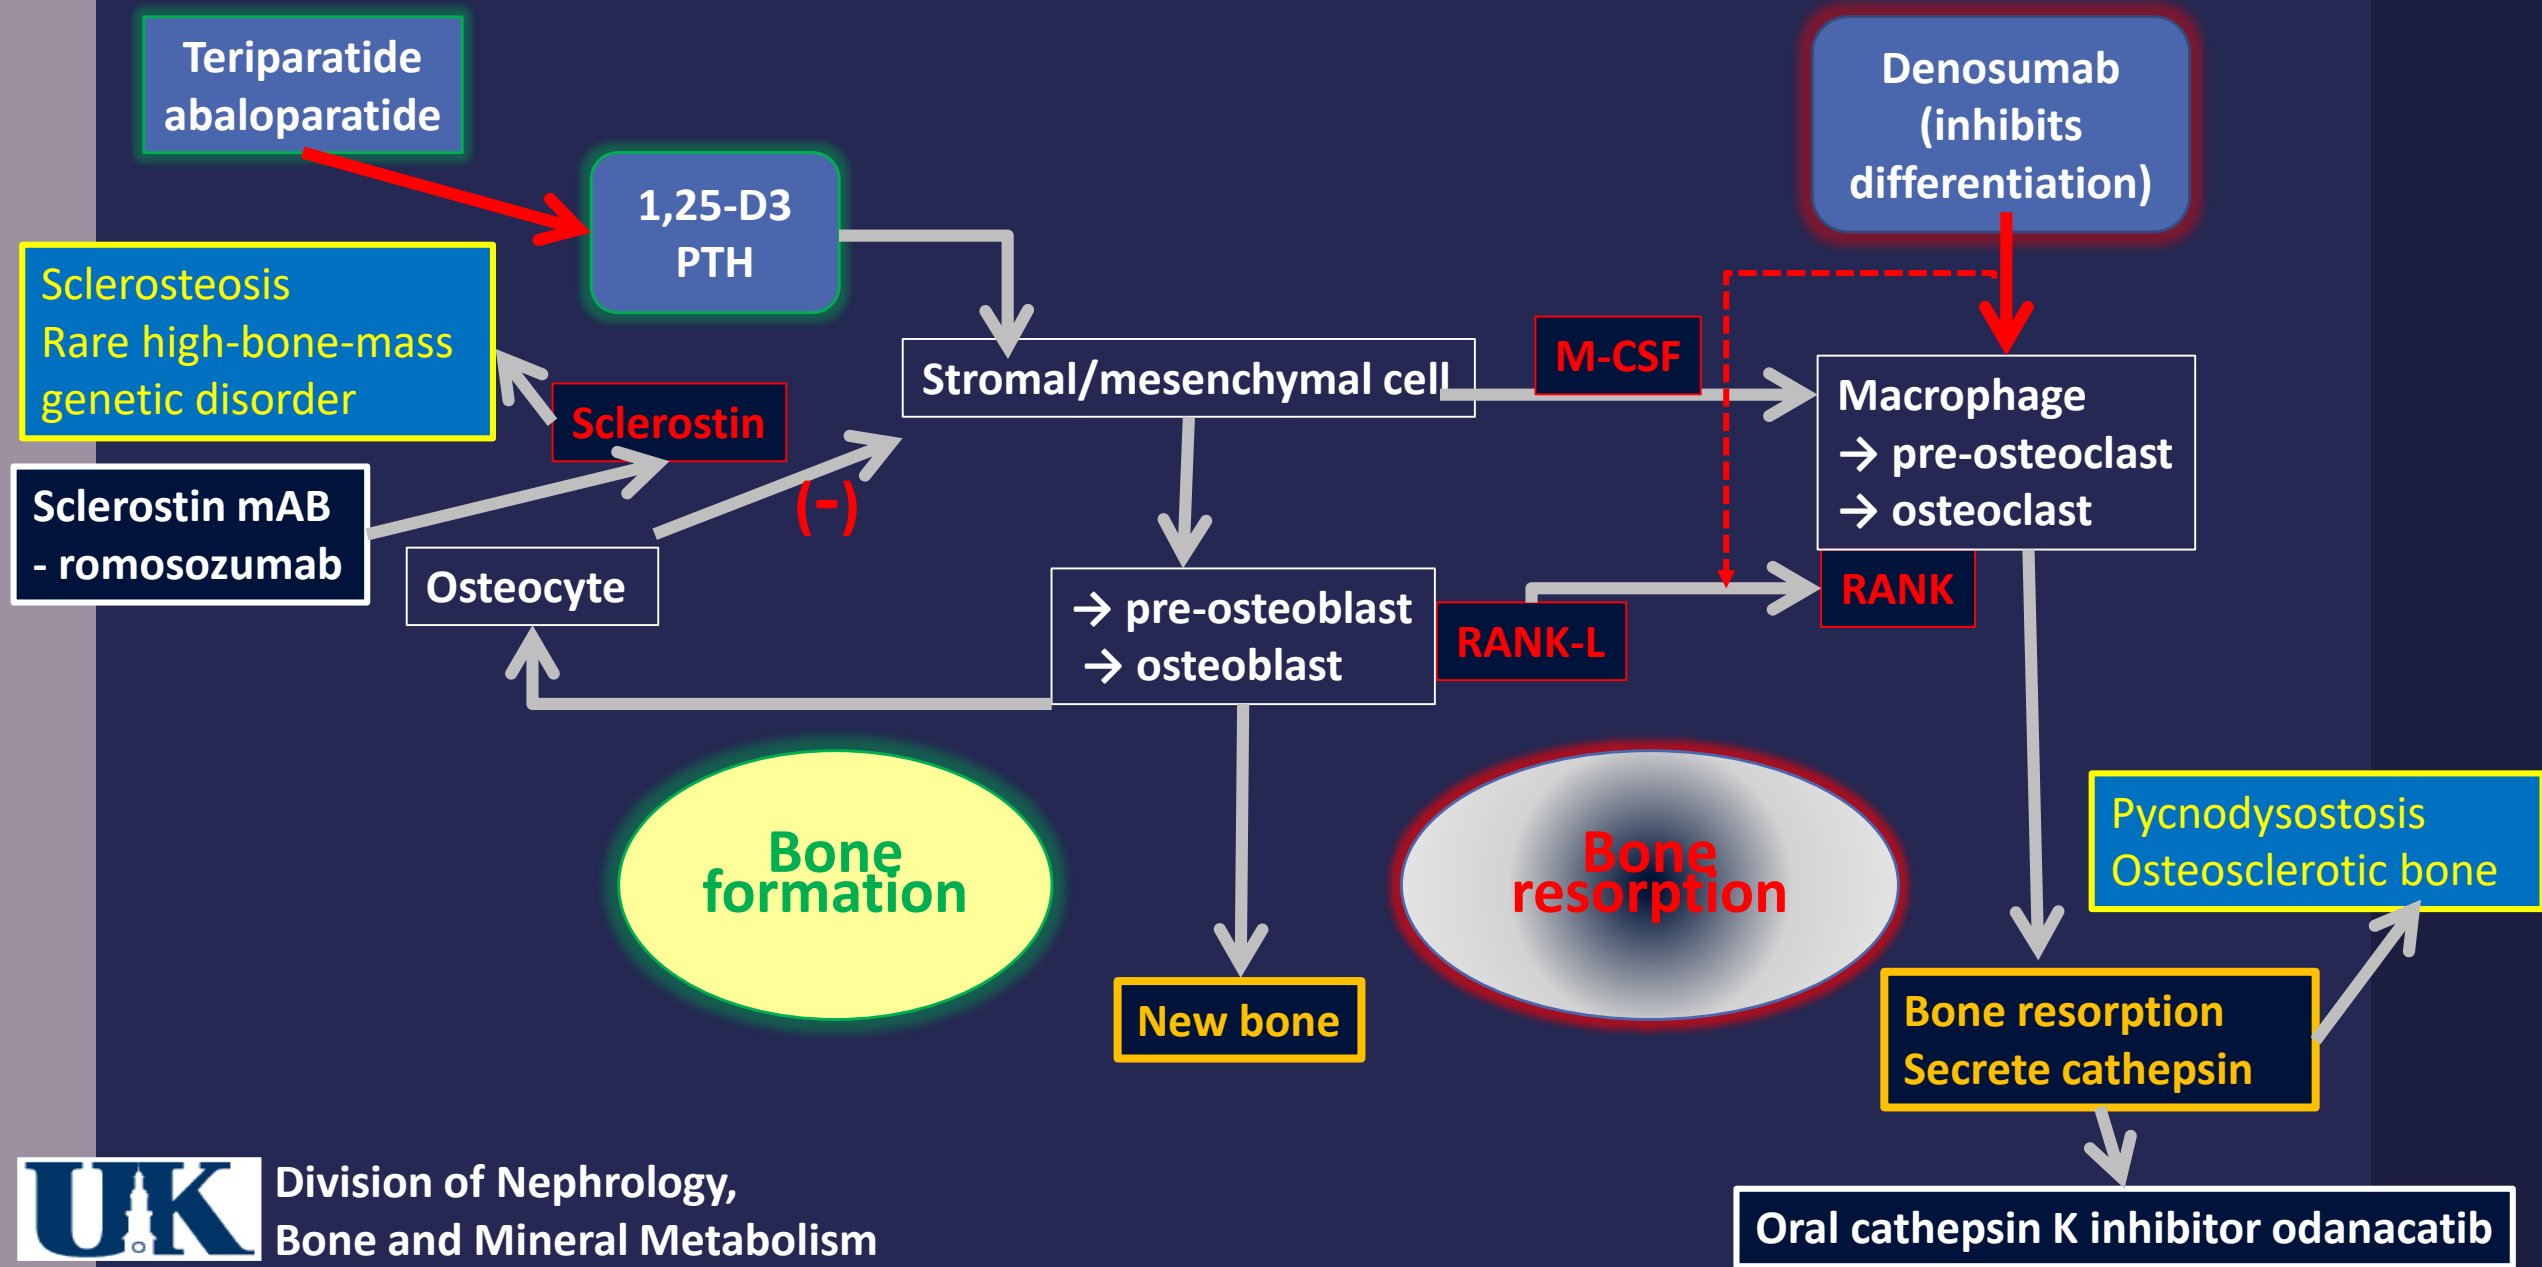 Teriparatide
abaloparatide
Denosumab
(inhibits
differentiation)
1,25-D3
PTH
Sclerosteosis
Rare high-bone-mass
genetic disorder
Sclerostin
Stromal/mesenchymal cell
M-CSF
Macrophage
→ pre-osteoclast
→ osteoclast
Sclerostin mAB
- romosozumab
(-)
Osteocyte
→ pre-osteoblast
→ osteoblast
RANK-L
RANK
Bone
formation
Bone
resorption
Pycnodysostosis
Osteosclerotic bone
New bone
Bone resorption
Secrete cathepsin
UK
Division of Nephrology,
Bone and Mineral Metabolism
Oral cathepsin K inhibitor odanacatib